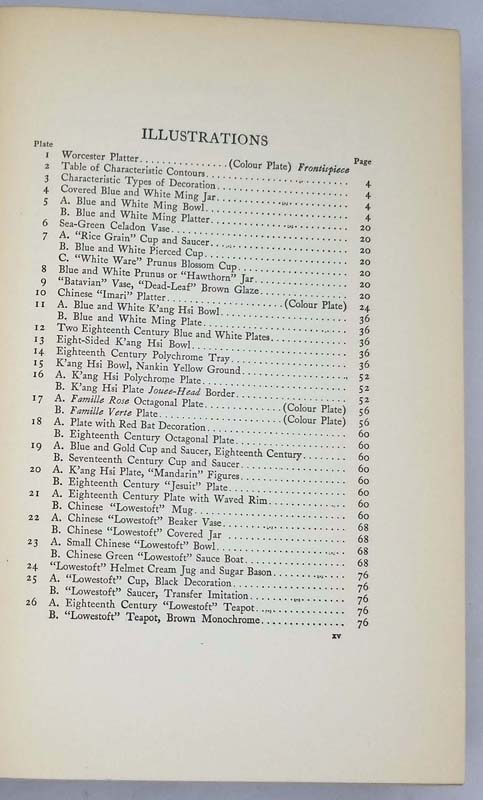 ILLUSTRATIONS
Plate Page
1 Worcester Platter................(Colour Plate) Frontispiece
2 Table of Characteristic Contours.................... 4
3 Characteristic Types of Decoration.................. 4
4 Covered Blue and White Ming Jar.................... 4
5 A. Blue and White Ming Bowl........................ 4
B. Blue and White Ming Platter...................... 20
6 Sea-Green Celadon Vase............................. 20
7 A. "Rice Grain" Cup and Saucer..................... 20
B. Blue and White Pierced Cup....................... 20
C. "White Ware" Prunus Blossom Cup.................. 20
8 Blue and White Prunus or "Hawthorn" Jar............ 20
9 "Batavian" Vase, "Dead-Leaf" Brown Glaze........... 20
10 Chinese "Imari" Platter....................(Colour Plate) 24
11 A. Blue and White K'ang Hsi Bowl................... 36
B. Blue and White Ming Plate........................ 36
12 Two Eighteenth Century Blue and White Plates....... 36
13 Eight-Sided K'ang Hsi Bowl......................... 36
14 Eighteenth Century Polychrome Tray................. 36
15 K'ang Hsi Bowl, Nankin Yellow Ground............... 52
16 A. K'ang Hsi Polychrome Plate...................... 52
B. K'ang Hsi Plate Jouee-Head Border................ 52
17 A. Famille Rose Octagonal Plate.............(Colour Plate) 56
B. Famille Verte Plate......................(Colour Plate) 56
18 A. Plate with Red Bat Decoration................... 60
B. Eighteenth Century Octagonal Plate............... 60
19 A. Blue and Gold Cup and Saucer, Eighteenth Century........ 60
B. Seventeenth Century Cup and Saucer............... 60
20 A. K'ang Hsi Plate, "Mandarin" Figures............. 60
B. Eighteenth Century "Jesuit" Plate................ 60
21 A. Eighteenth Century Plate with Waved Rim......... 60
B. Chinese "Lowestoft" Mug.......................... 60
22 A. Chinese "Lowestoft" Beaker Vase................. 68
B. Chinese "Lowestoft" Covered Jar ................. 68
23 A. Small Chinese "Lowestoft" Bowl.................. 68
B. Chinese Green "Lowestoft" Sauce Boat............. 68
24 "Lowestoft" Helmet Cream Jug and Sugar Bason....... 76
25 A. "Lowestoft" Cup, Black Decoration............... 76
B. "Lowestoft" Saucer, Transfer Imitation........... 76
26 A. Eighteenth Century "Lowestoft" Teapot........... 76
B. "Lowestoft" Teapot, Brown Monochrome............. 76
xv